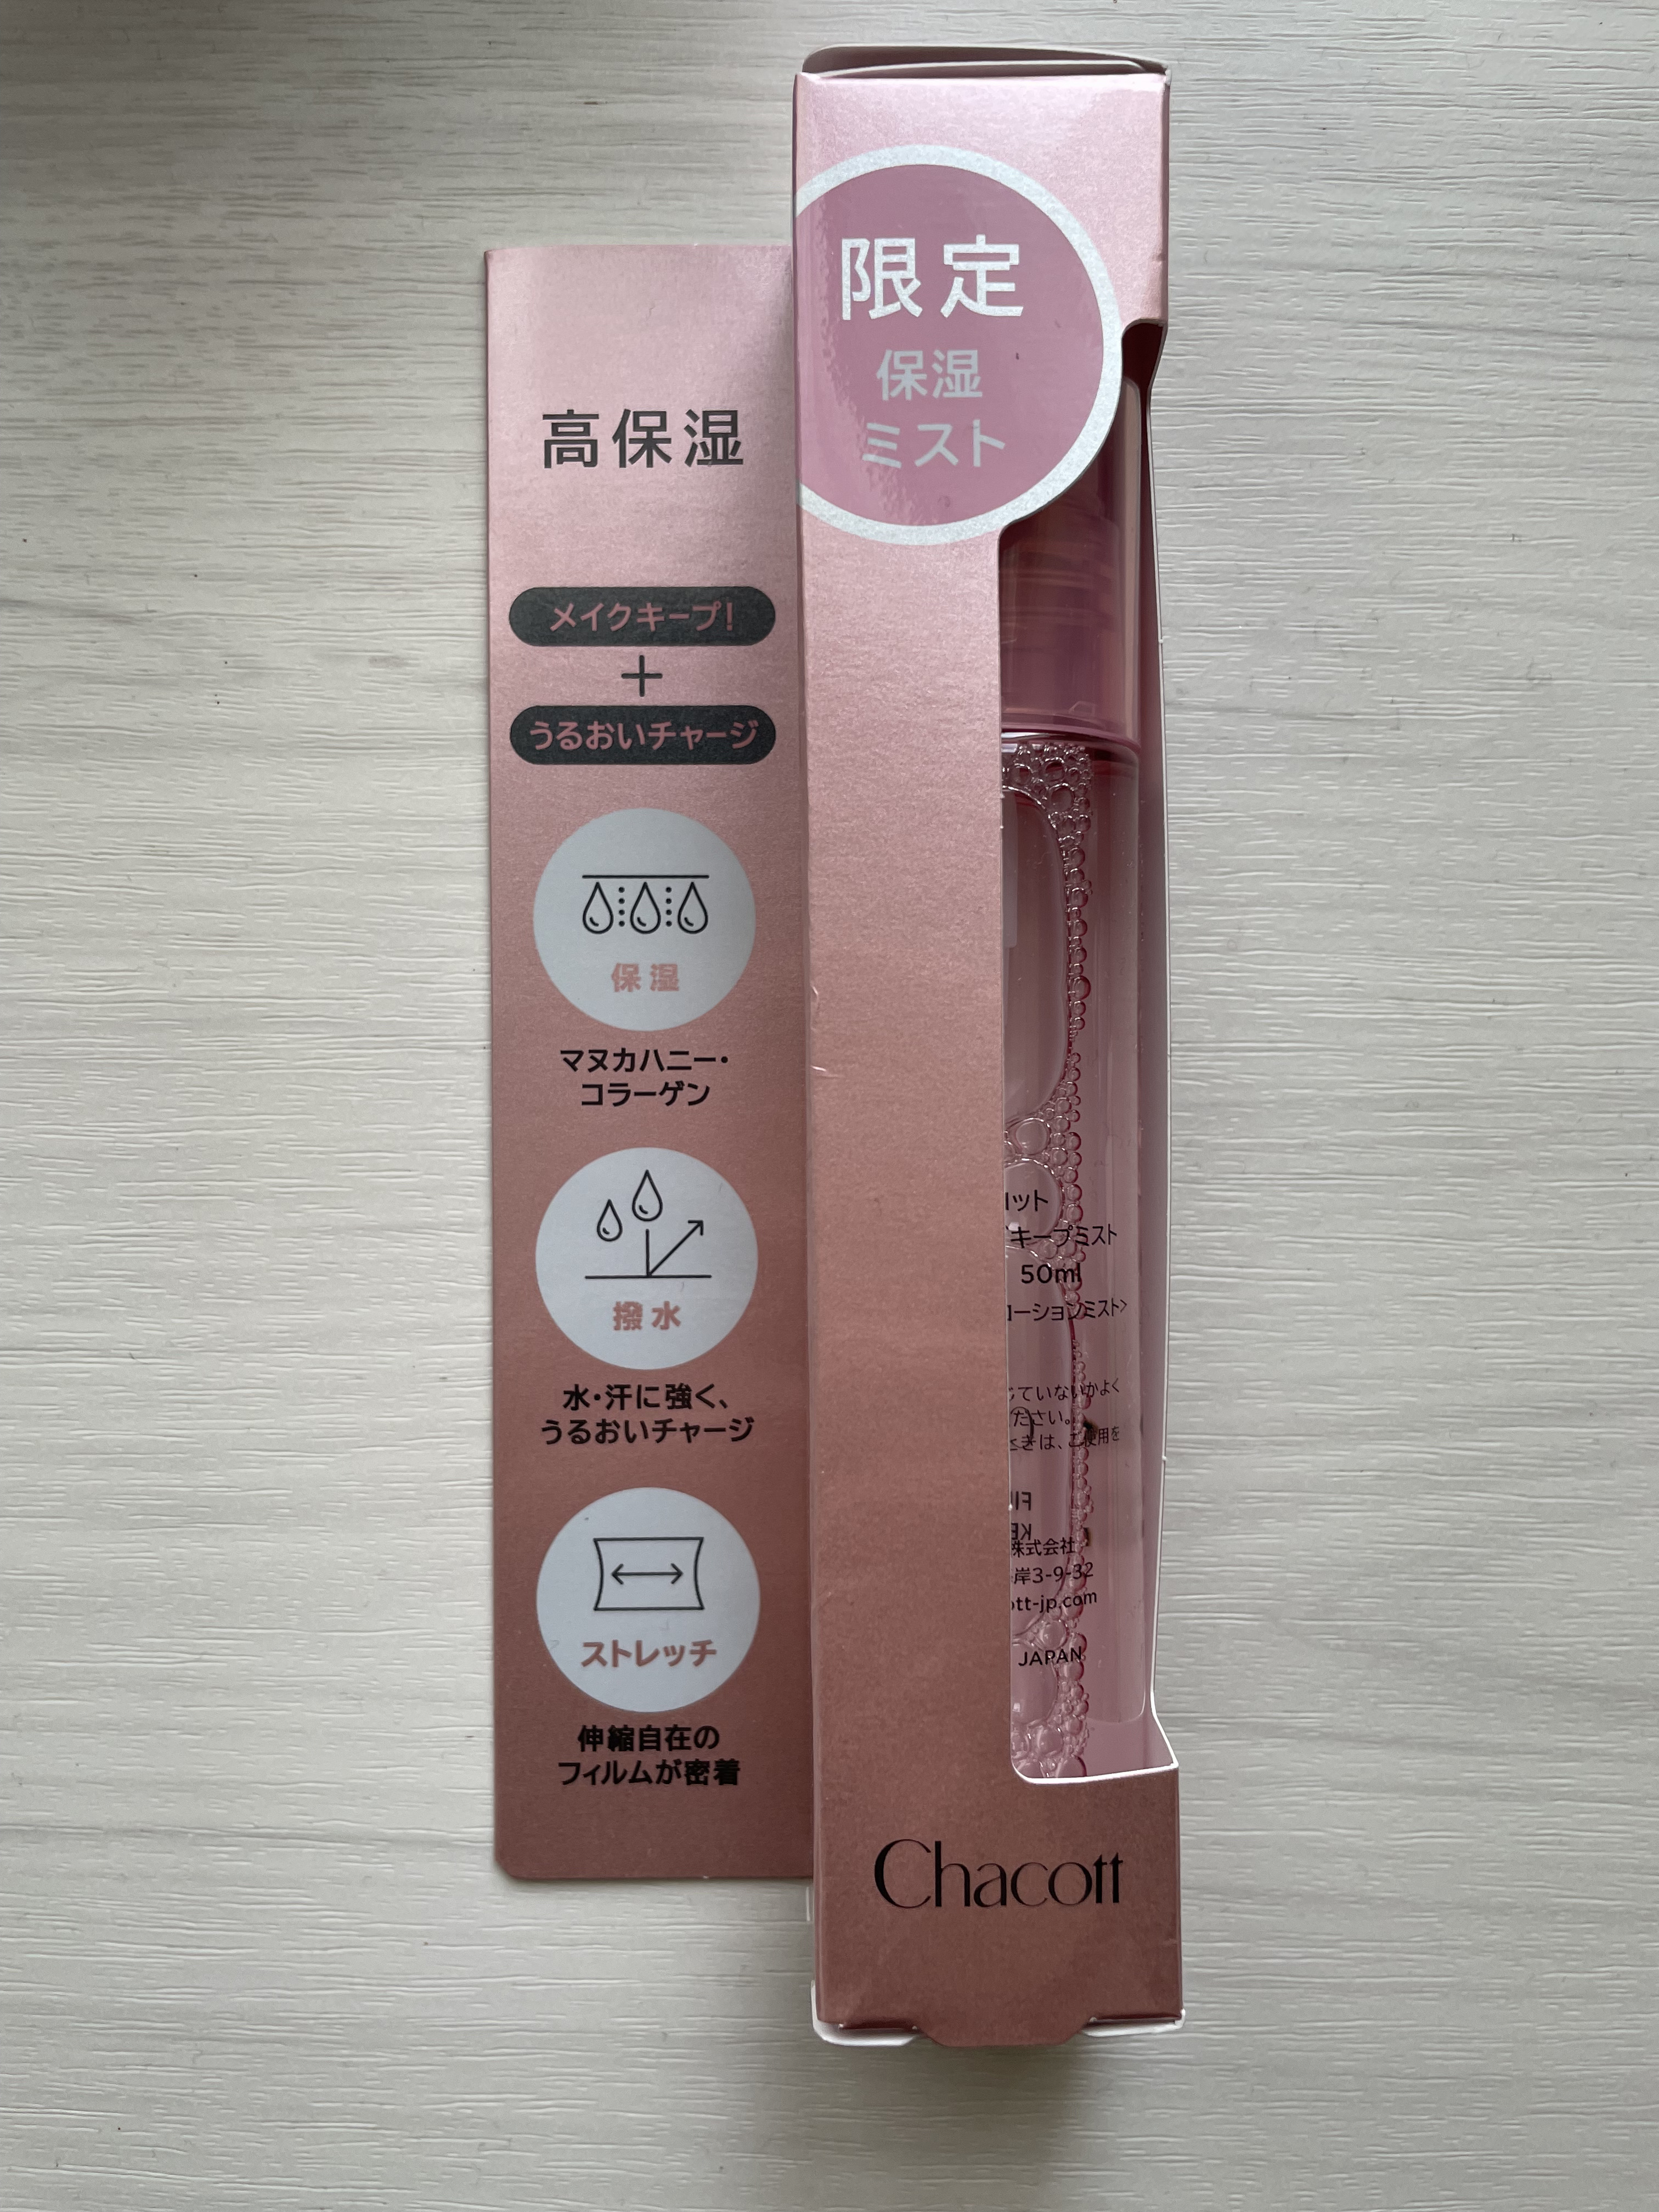 高保湿
メイクキープ!
+
うるおいチャージ
保湿
マヌカハニー・
コラーゲン
撥水
水・汗に強く、
うるおいチャージ
ストレッチ
伸縮自在の
フィルムが密着
限定
保湿
ミスト
ット
キープミスト
50ml
ローションミスト>
じていないかよく
ださい。
ときは、ご使用を
株式会社
岸3-9-32
ott-jp.com
JAPAN
Chacott